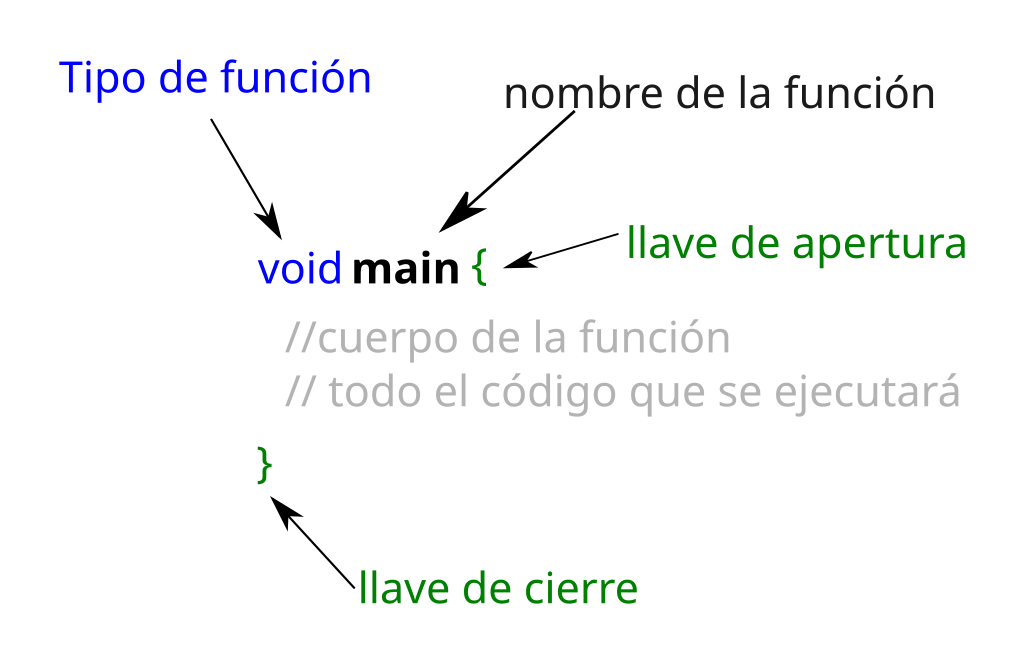 Tipo de función
nombre de la función
llave de apertura
void main {
//cuerpo de la función
// todo el código que se ejecutará
}
llave de cierre